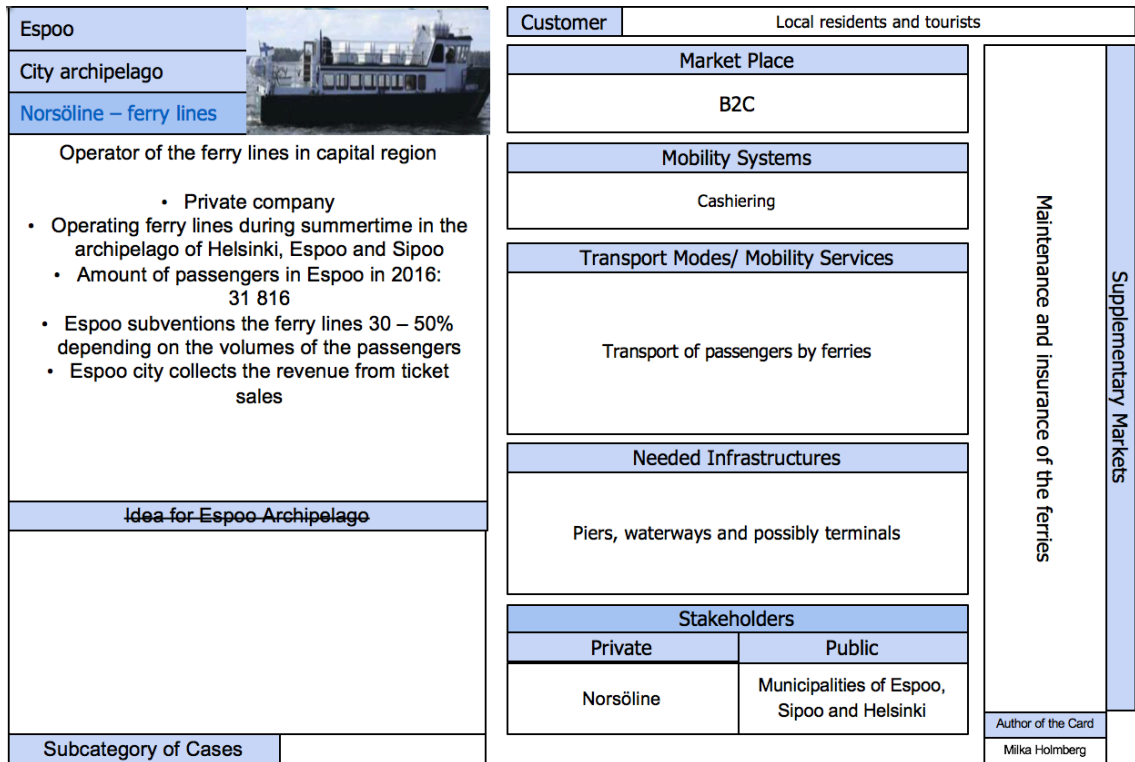 Espoo
City archipelago
Norsöline – ferry lines
Operator of the ferry lines in capital region
• Private company
• Operating ferry lines during summertime in the
archipelago of Helsinki, Espoo and Sipoo
• Amount of passengers in Espoo in 2016:
31 816
• Espoo subventions the ferry lines 30 – 50%
depending on the volumes of the passengers
• Espoo city collects the revenue from ticket
sales
Idea for Espoo Archipelago
Subcategory of Cases
Customer
Local residents and tourists
Market Place
B2C
Mobility Systems
Cashiering
Transport Modes/ Mobility Services
Transport of passengers by ferries
Needed Infrastructures
Piers, waterways and possibly terminals
Stakeholders
Private
Public
Norsöline
Municipalities of Espoo,
Sipoo and Helsinki
Maintenance and insurance of the ferries
Supplementary Markets
Author of the Card
Milka Holmberg